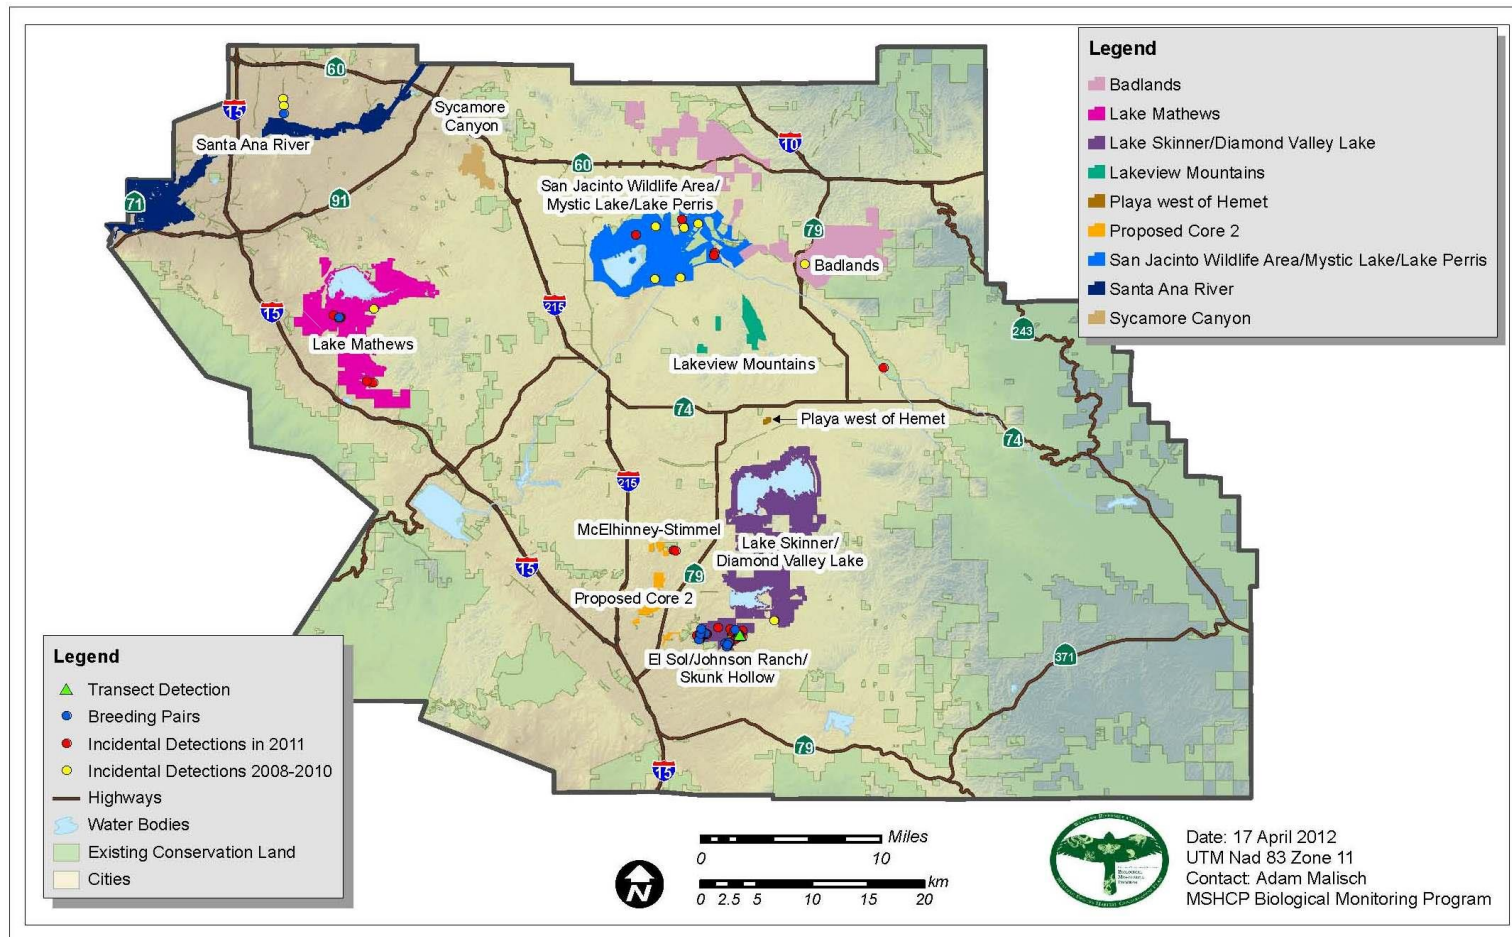 Legend
Badlands
Lake Mathews
Lake Skinner/Diamond Valley Lake
Lakeview Mountains
Playa west of Hemet
Proposed Core 2
San Jacinto Wildlife Area/Mystic Lake/Lake Perris
Santa Ana River
Sycamore Canyon
60
15
Sycamore
Canyon
Santa Ana River
10
60
San Jacinto Wildlife Area/
Mystic Lake/Lake Perris
91
71
79
Badlands
15
215
243
Lake Mathews
Lakeview Mountains
74
Playa west of Hemet
74
215
McElhinney-Stimmel
Lake Skinner/
Diamond Valley Lake
15
79
Proposed Core 2
El Sol/Johnson Ranch/
Skunk Hollow
371
79
15
Legend
Transect Detection
Breeding Pairs
Incidental Detections in 2011
Incidental Detections 2008-2010
Highways
Water Bodies
Existing Conservation Land
Cities
N
Miles
0 10
km
0 2.5 5 10 15 20
Date: 17 April 2012
UTM Nad 83 Zone 11
Contact: Adam Malisch
MSHCP Biological Monitoring Program